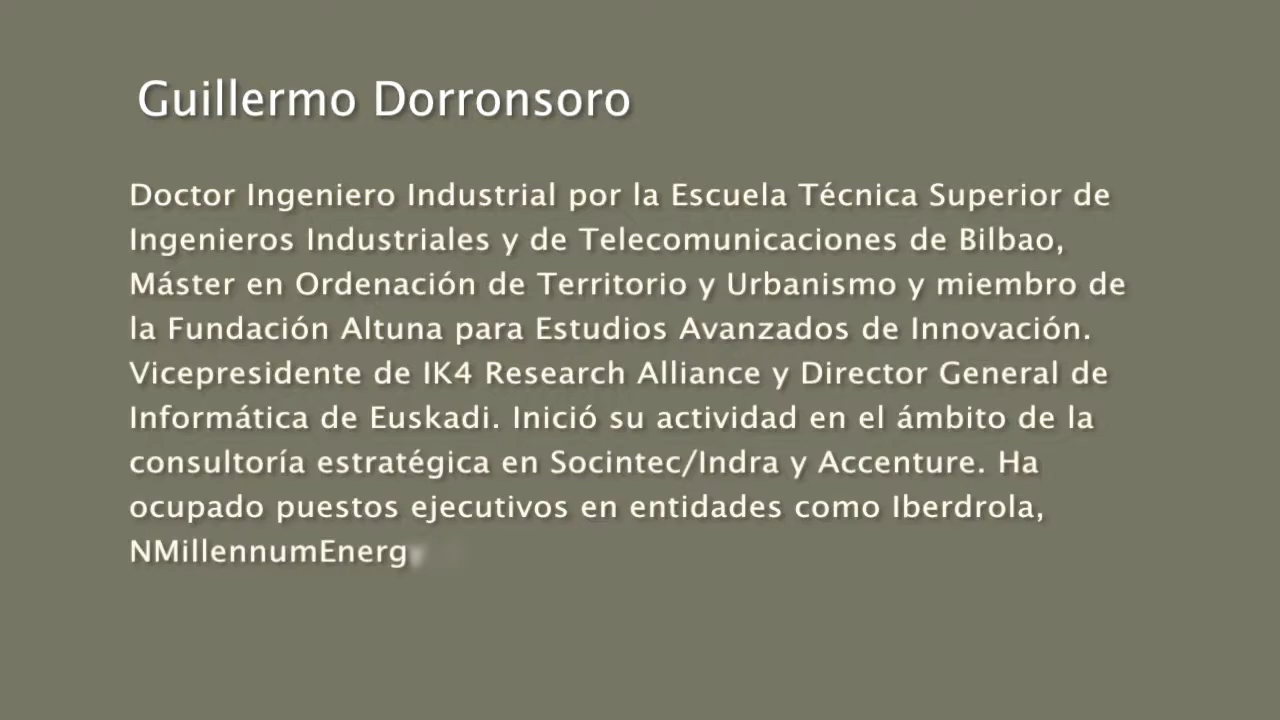 Guillermo Dorronsoro
Doctor Ingeniero Industrial por la Escuela Técnica Superior de
Ingenieros Industriales y de Telecomunicaciones de Bilbao,
Máster en Ordenación de Territorio y Urbanismo y miembro de
la Fundación Altuna para Estudios Avanzados de Innovación.
Vicepresidente de IK4 Research Alliance y Director General de
Informática de Euskadi. Inició su actividad en el ámbito de la
consultoría estratégica en Socintec/Indra y Accenture. Ha
ocupado puestos ejecutivos en entidades como Iberdrola,
NMillennumEnergy